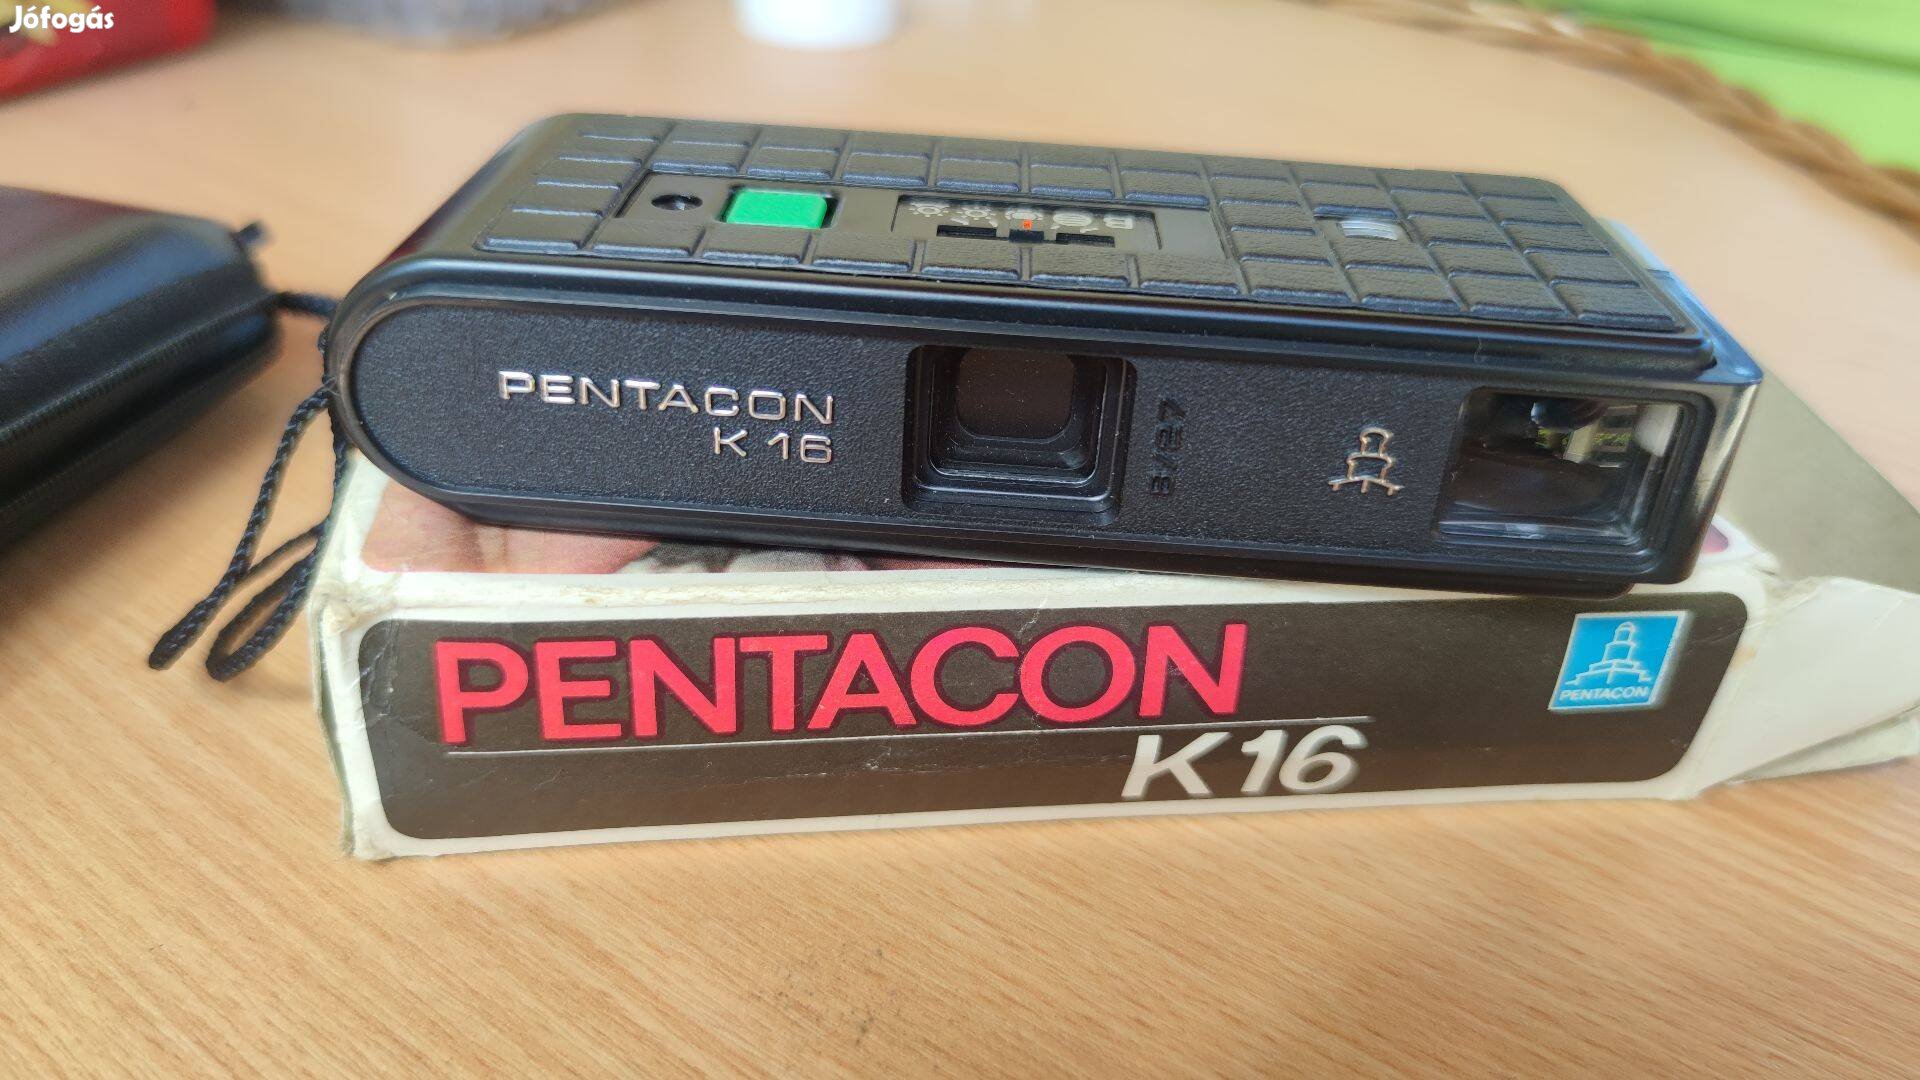 Jófogás
B
PENTACON
K 16
8/27
PENTACON
K16
PENTACON